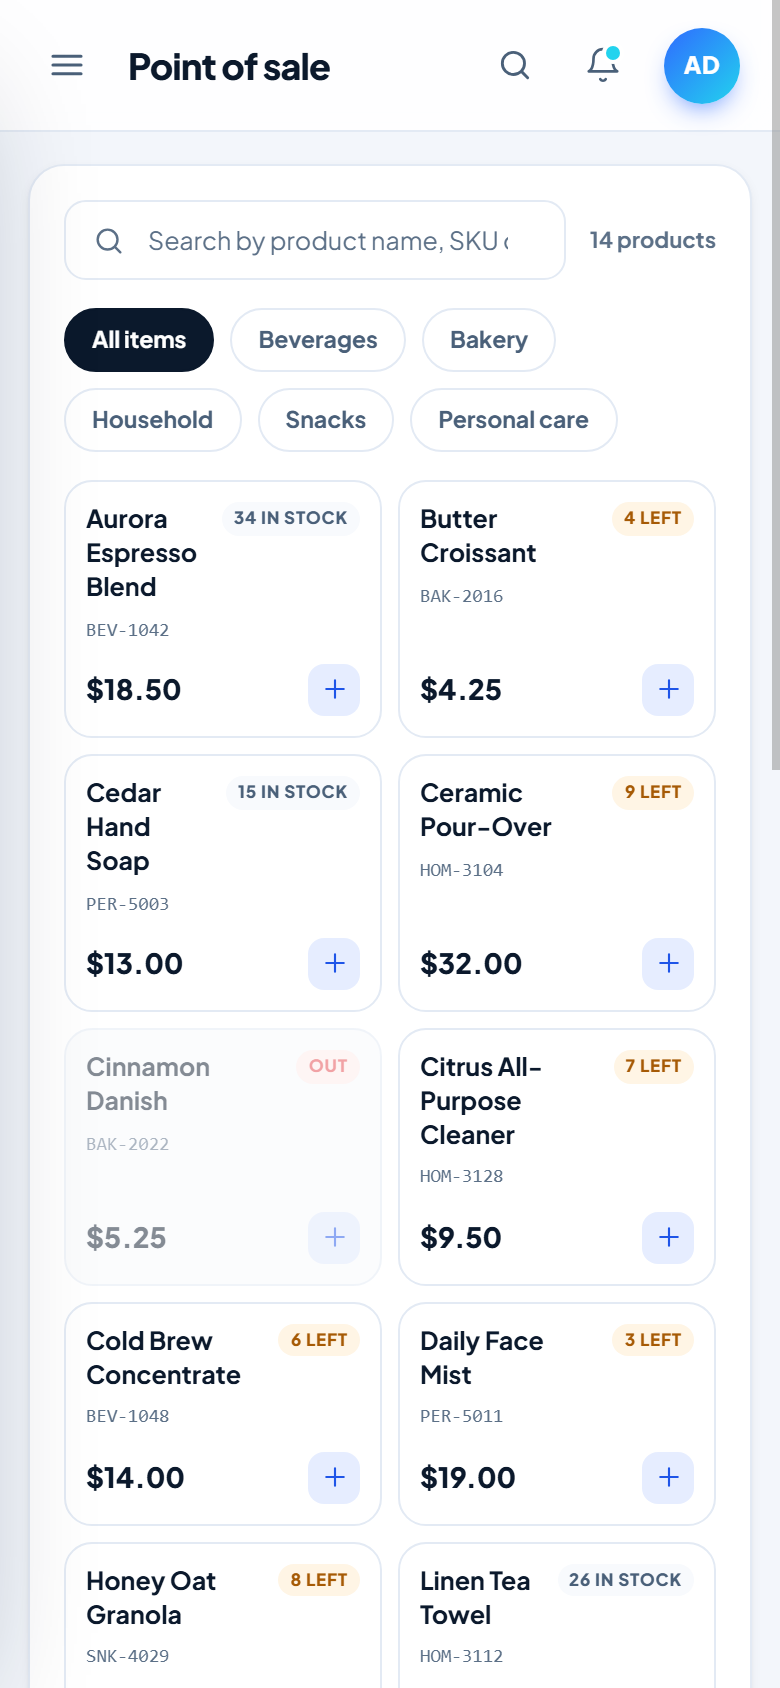 Point of sale
AD
Search by product name, SKU
14 products
All items
Beverages
Bakery
Household
Snacks
Personal care
Aurora
Espresso
Blend
34 IN STOCK
BEV-1042
$18.50
Butter
Croissant
4 LEFT
BAK-2016
$4.25
Cedar
Hand
Soap
15 IN STOCK
PER-5003
$13.00
Ceramic
Pour-Over
9 LEFT
HOM-3104
$32.00
Cinnamon
Danish
OUT
BAK-2022
$5.25
Citrus All-
Purpose
Cleaner
7 LEFT
HOM-3128
$9.50
Cold Brew
Concentrate
6 LEFT
BEV-1048
$14.00
Daily Face
Mist
3 LEFT
PER-5011
$19.00
Honey Oat
Granola
8 LEFT
SNK-4029
Linen Tea
Towel
26 IN STOCK
HOM-3112